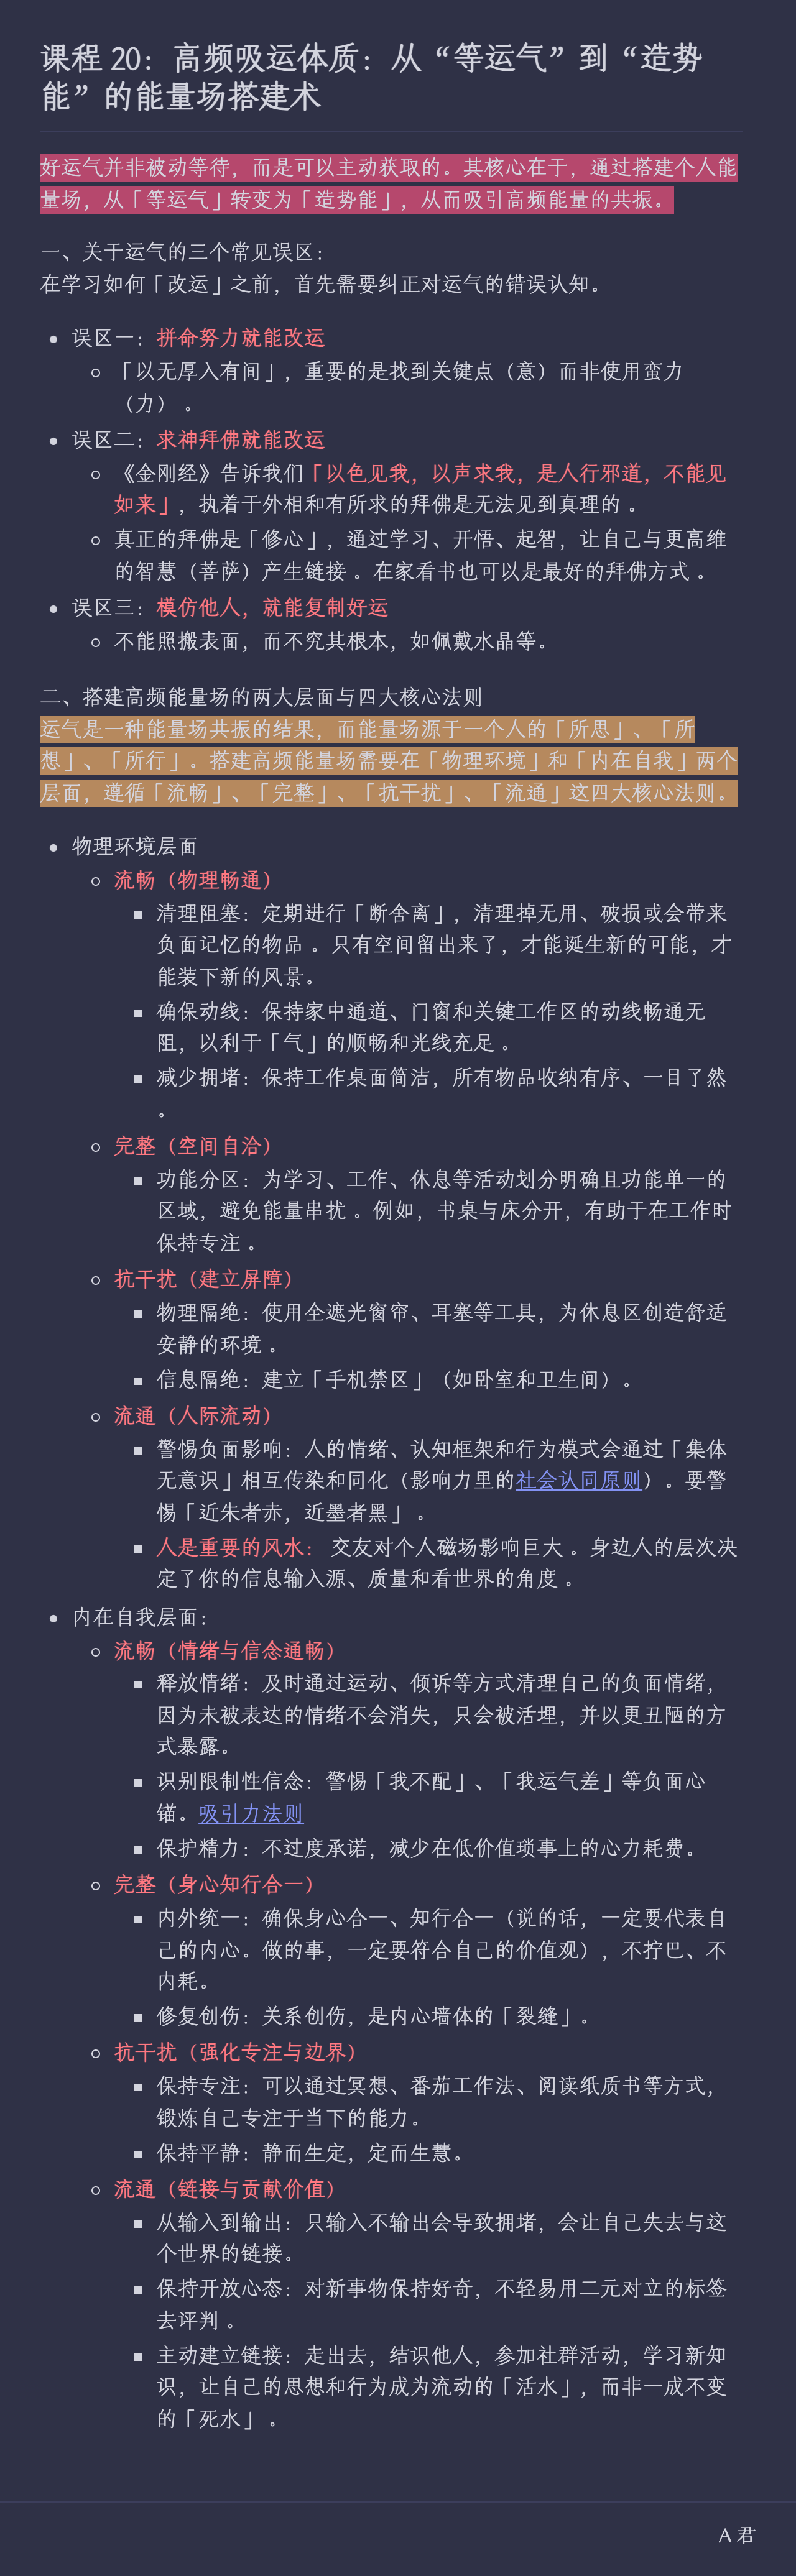 课程 20：高频吸运体质：从“等运气”到“造势
能”的能量场搭建术
好运气并非被动等待，而是可以主动获取的。其核心在于，通过搭建个人能
量场，从「等运气」转变为「造势能」，从而吸引高频能量的共振。
一、关于运气的三个常见误区：
在学习如何「改运」之前，首先需要纠正对运气的错误认知。
• 误区一：拼命努力就能改运
◦ 「以无厚入有间」，重要的是找到关键点（意）而非使用蛮力
（力） 。
• 误区二：求神拜佛就能改运
◦ 《金刚经》告诉我们「以色见我，以声求我，是人行邪道，不能见
如来」，执着于外相和有所求的拜佛是无法见到真理的 。
◦ 真正的拜佛是「修心」，通过学习、开悟、起智，让自己与更高维
的智慧（菩萨）产生链接 。在家看书也可以是最好的拜佛方式 。
• 误区三：模仿他人，就能复制好运
◦ 不能照搬表面，而不究其根本，如佩戴水晶等。
二、搭建高频能量场的两大层面与四大核心法则
运气是一种能量场共振的结果，而能量场源于一个人的「所思」、「所
想」、「所行」。搭建高频能量场需要在「物理环境」和「内在自我」两个
层面，遵循「流畅」、「完整」、「抗干扰」、「流通」这四大核心法则。
• 物理环境层面
◦ 流畅（物理畅通）
▪ 清理阻塞：定期进行「断舍离」，清理掉无用、破损或会带来
负面记忆的物品 。只有空间留出来了，才能诞生新的可能，才
能装下新的风景。
▪ 确保动线：保持家中通道、门窗和关键工作区的动线畅通无
阻，以利于「气」的顺畅和光线充足 。
▪ 减少拥堵：保持工作桌面简洁，所有物品收纳有序、一目了然
。
◦ 完整（空间自洽）
▪ 功能分区：为学习、工作、休息等活动划分明确且功能单一的
区域，避免能量串扰 。例如，书桌与床分开，有助于在工作时
保持专注 。
◦ 抗干扰（建立屏障）
▪ 物理隔绝：使用全遮光窗帘、耳塞等工具，为休息区创造舒适
安静的环境 。
▪ 信息隔绝：建立「手机禁区」（如卧室和卫生间）。
◦ 流通（人际流动）
▪ 警惕负面影响：人的情绪、认知框架和行为模式会通过「集体
无意识」相互传染和同化（影响力里的社会认同原则）。要警
惕「近朱者赤，近墨者黑」 。
▪ 人是重要的风水： 交友对个人磁场影响巨大 。身边人的层次决
定了你的信息输入源、质量和看世界的角度 。
• 内在自我层面：
◦ 流畅（情绪与信念通畅）
▪ 释放情绪：及时通过运动、倾诉等方式清理自己的负面情绪，
因为未被表达的情绪不会消失，只会被活埋，并以更丑陋的方
式暴露。
▪ 识别限制性信念：警惕「我不配」、「我运气差」等负面心
锚。吸引力法则
▪ 保护精力：不过度承诺，减少在低价值琐事上的心力耗费。
◦ 完整（身心知行合一）
▪ 内外统一：确保身心合一、知行合一（说的话，一定要代表自
己的内心。做的事，一定要符合自己的价值观），不拧巴、不
内耗。
▪ 修复创伤：关系创伤，是内心墙体的「裂缝」。
◦ 抗干扰（强化专注与边界）
▪ 保持专注：可以通过冥想、番茄工作法、阅读纸质书等方式，
锻炼自己专注于当下的能力。
▪ 保持平静：静而生定，定而生慧。
◦ 流通（链接与贡献价值）
▪ 从输入到输出：只输入不输出会导致拥堵，会让自己失去与这
个世界的链接。
▪ 保持开放心态：对新事物保持好奇，不轻易用二元对立的标签
去评判 。
▪ 主动建立链接：走出去，结识他人，参加社群活动，学习新知
识，让自己的思想和行为成为流动的「活水」，而非一成不变
的「死水」 。
A 君